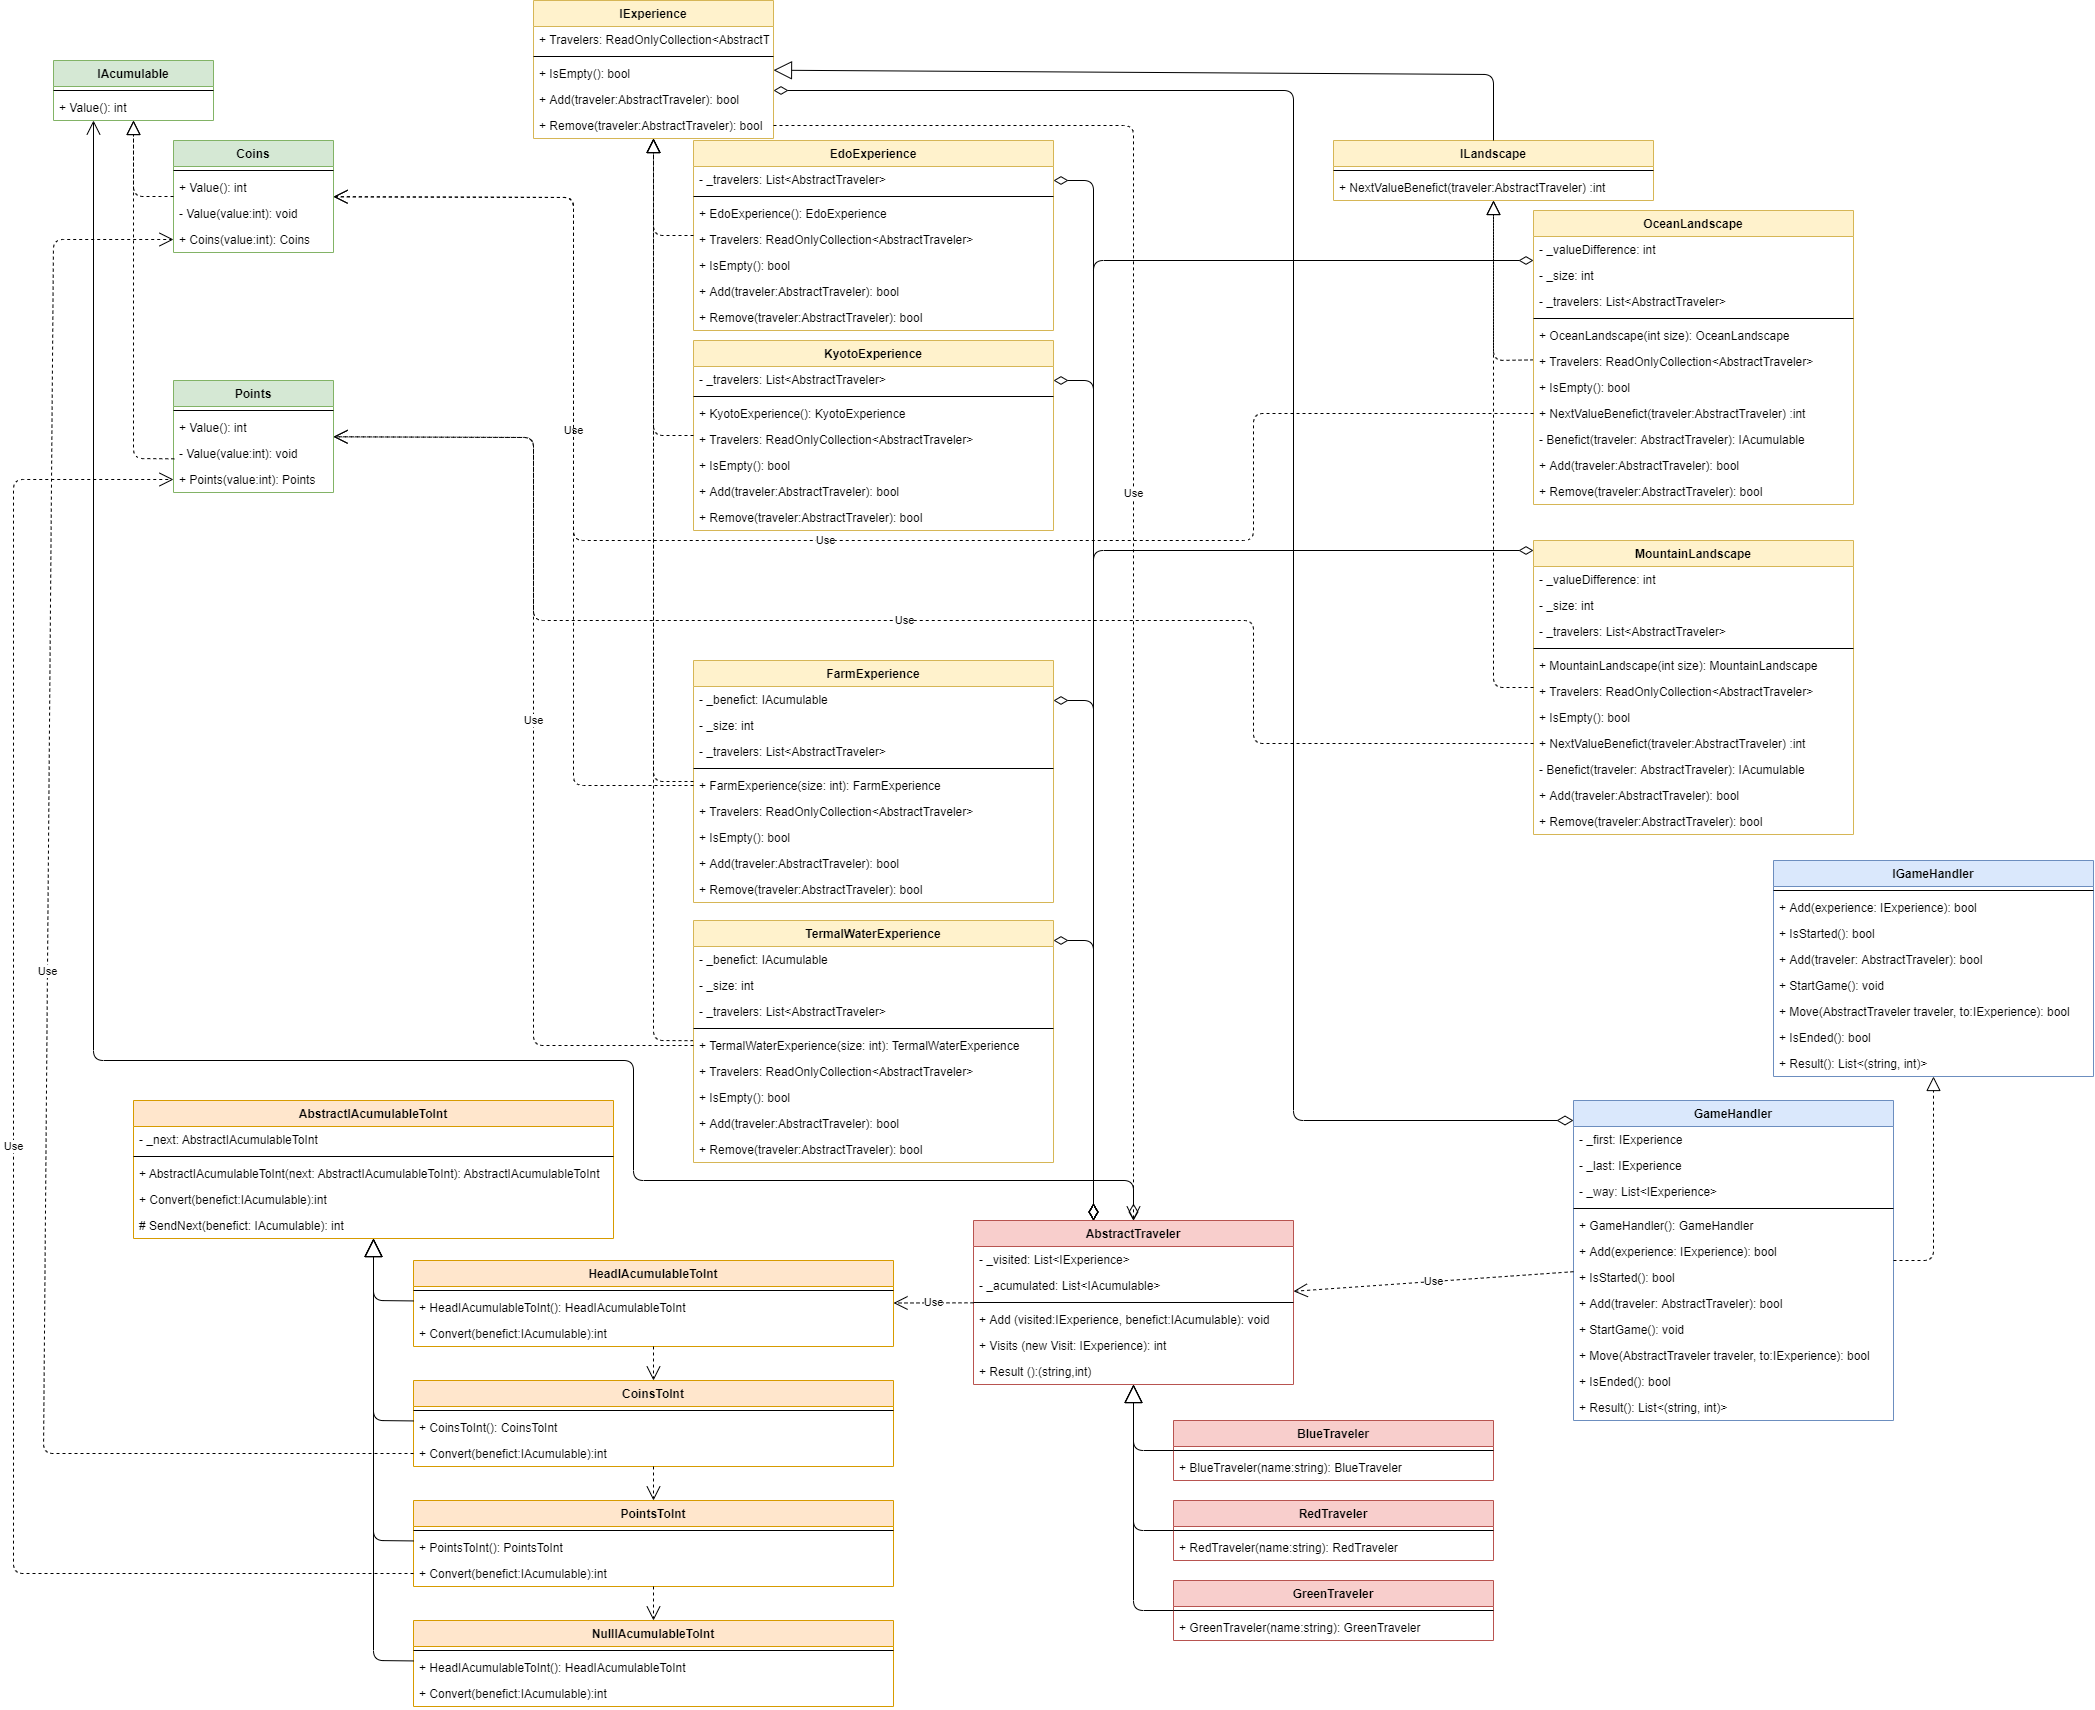 IExperience
+ Travelers: ReadOnlyCollection<AbstractT
+ IsEmpty(): bool
+ Add(traveler:AbstractTraveler): bool
+ Remove(traveler:AbstractTraveler): bool
IAcumulable
+ Value(): int
Coins
+ Value(): int
- Value(value:int): void
+ Coins(value:int): Coins
Points
+ Value(): int
- Value(value:int): void
+ Points(value:int): Points
EdoExperience
- _travelers: List<AbstractTraveler>
+ EdoExperience(): EdoExperience
+ Travelers: ReadOnlyCollection<AbstractTraveler>
+ IsEmpty(): bool
+ Add(traveler:AbstractTraveler): bool
+ Remove(traveler:AbstractTraveler): bool
KyotoExperience
- _travelers: List<AbstractTraveler>
+ KyotoExperience(): KyotoExperience
+ Travelers: ReadOnlyCollection<AbstractTraveler>
+ IsEmpty(): bool
+ Add(traveler:AbstractTraveler): bool
+ Remove(traveler:AbstractTraveler): bool
ILandscape
+ NextValueBenefict(traveler:AbstractTraveler) :int
OceanLandscape
- _valueDifference: int
- _size: int
- _travelers: List<AbstractTraveler>
+ OceanLandscape(int size): OceanLandscape
+ Travelers: ReadOnlyCollection<AbstractTraveler>
+ IsEmpty(): bool
+ NextValueBenefict(traveler:AbstractTraveler) :int
- Benefict(traveler: AbstractTraveler): IAcumulable
+ Add(traveler:AbstractTraveler): bool
+ Remove(traveler:AbstractTraveler): bool
Use
Use
Use
MountainLandscape
- _valueDifference: int
- _size: int
- _travelers: List<AbstractTraveler>
+ MountainLandscape(int size): MountainLandscape
+ Travelers: ReadOnlyCollection<AbstractTraveler>
+ IsEmpty(): bool
+ NextValueBenefict(traveler:AbstractTraveler) :int
- Benefict(traveler: AbstractTraveler): IAcumulable
+ Add(traveler:AbstractTraveler): bool
+ Remove(traveler:AbstractTraveler): bool
Use
Use
FarmExperience
- _benefict: IAcumulable
- _size: int
- _travelers: List<AbstractTraveler>
+ FarmExperience(size: int): FarmExperience
+ Travelers: ReadOnlyCollection<AbstractTraveler>
+ IsEmpty(): bool
+ Add(traveler:AbstractTraveler): bool
+ Remove(traveler:AbstractTraveler): bool
TermalWaterExperience
- _benefict: IAcumulable
- _size: int
- _travelers: List<AbstractTraveler>
+ TermalWaterExperience(size: int): TermalWaterExperience
+ Travelers: ReadOnlyCollection<AbstractTraveler>
+ IsEmpty(): bool
+ Add(traveler:AbstractTraveler): bool
+ Remove(traveler:AbstractTraveler): bool
IGameHandler
+ Add(experience: IExperience): bool
+ IsStarted(): bool
+ Add(traveler: AbstractTraveler): bool
+ StartGame(): void
+ Move(AbstractTraveler traveler, to:IExperience): bool
+ IsEnded(): bool
+ Result(): List<(string, int)>
Use
Use
AbstractIAcumulableToInt
- _next: AbstractIAcumulableToInt
+ AbstractIAcumulableToInt(next: AbstractIAcumulableToInt): AbstractIAcumulableToInt
+ Convert(benefict:IAcumulable):int
# SendNext(benefict: IAcumulable): int
GameHandler
- _first: IExperience
- _last: IExperience
- _way: List<IExperience>
+ GameHandler(): GameHandler
+ Add(experience: IExperience): bool
+ IsStarted(): bool
+ Add(traveler: AbstractTraveler): bool
+ StartGame(): void
+ Move(AbstractTraveler traveler, to:IExperience): bool
+ IsEnded(): bool
+ Result(): List<(string, int)>
Use
AbstractTraveler
- _visited: List<IExperience>
- _acumulated: List<IAcumulable>
+ Add (visited:IExperience, benefict:IAcumulable): void
+ Visits (new Visit: IExperience): int
+ Result ():(string,int)
Use
HeadIAcumulableToInt
+ HeadIAcumulableToInt(): HeadIAcumulableToInt
+ Convert(benefict:IAcumulable):int
CoinsToInt
+ CoinsToInt(): CoinsToInt
+ Convert(benefict:IAcumulable):int
PointsToInt
+ PointsToInt(): PointsToInt
+ Convert(benefict:IAcumulable):int
NullIAcumulableToInt
+ HeadIAcumulableToInt(): HeadIAcumulableToInt
+ Convert(benefict:IAcumulable):int
BlueTraveler
+ BlueTraveler(name:string): BlueTraveler
RedTraveler
+ RedTraveler(name:string): RedTraveler
GreenTraveler
+ GreenTraveler(name:string): GreenTraveler